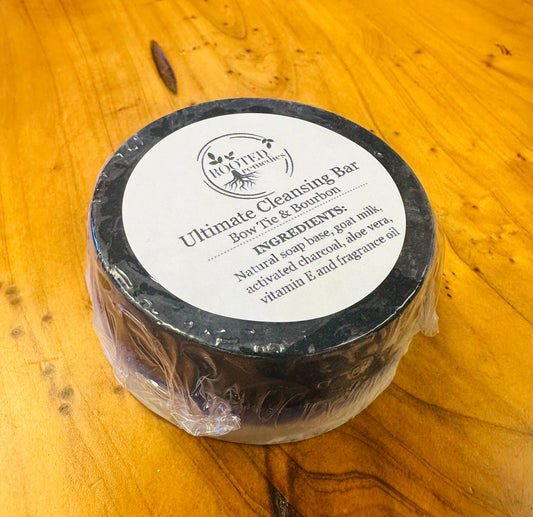 ROOTED
remedies
Ultimate Cleansing Bar
Bow Tie & Bourbon
INGREDIENTS:
Natural soap base, goat milk,
activated charcoal, aloe vera,
vitamin E and fragrance oil